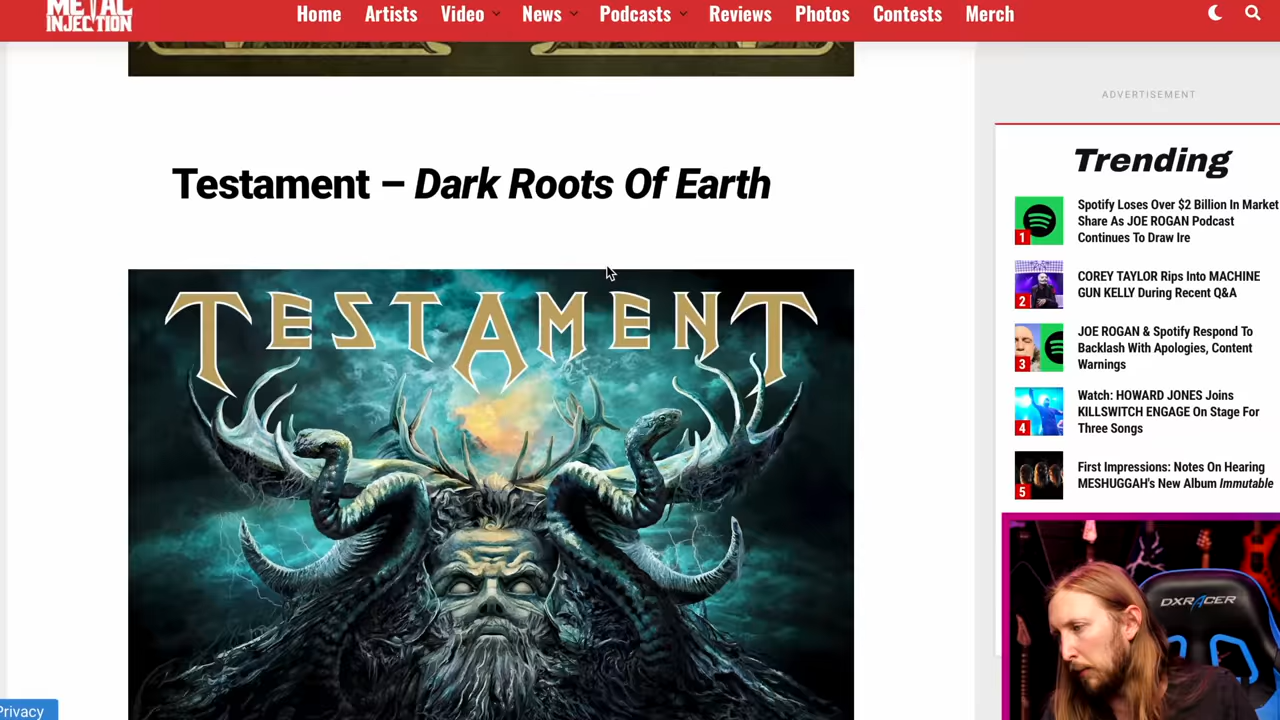 METAL
INJECTION
Home Artists Video News Podcasts Reviews Photos Contests Merch
ADVERTISEMENT
Testament – Dark Roots Of Earth
TESTAMENT
Trending
1
Spotify Loses Over $2 Billion In Market
Share As JOE ROGAN Podcast
Continues To Draw Ire
2
COREY TAYLOR Rips Into MACHINE
GUN KELLY During Recent Q&A
3
JOE ROGAN & Spotify Respond To
Backlash With Apologies, Content
Warnings
4
Watch: HOWARD JONES Joins
KILLSWITCH ENGAGE On Stage For
Three Songs
5
First Impressions: Notes On Hearing
MESHUGGAH's New Album Immutable
DXRACER
Privacy